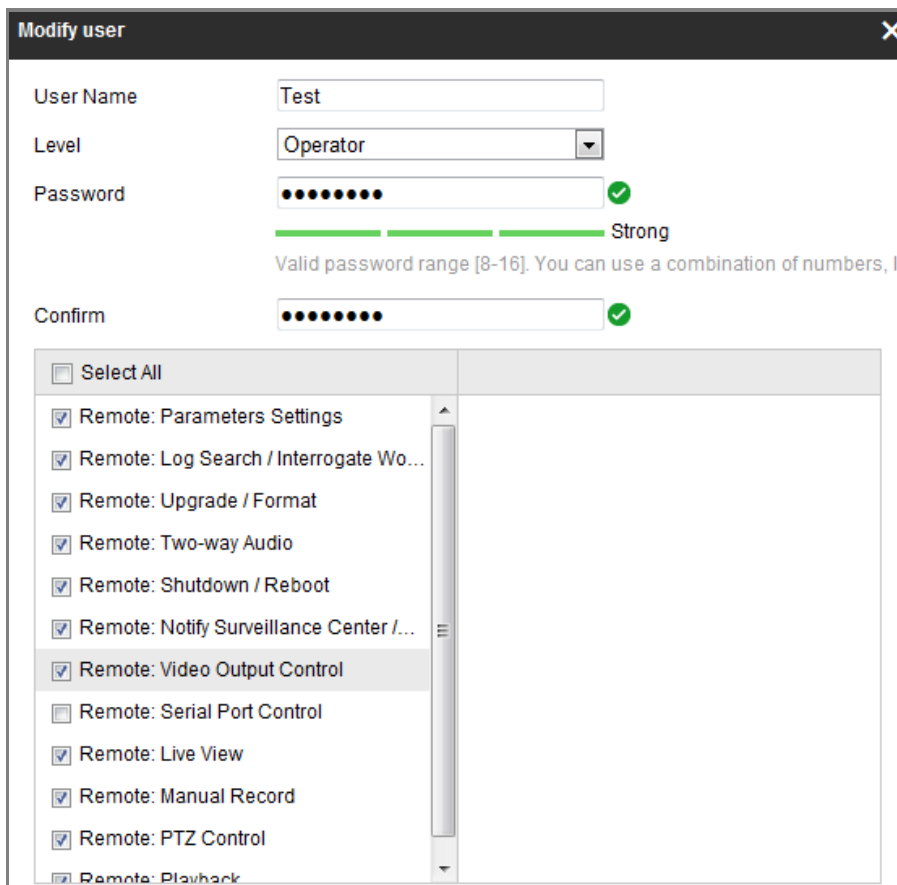 Modify user
User Name Test
Level Operator
Password ●●●●●●●●
Strong
Valid password range [8-16]. You can use a combination of numbers,
Confirm ●●●●●●●●
Select All
Remote: Parameters Settings
Remote: Log Search / Interrogate Wo...
Remote: Upgrade / Format
Remote: Two-way Audio
Remote: Shutdown / Reboot
Remote: Notify Surveillance Center /...
Remote: Video Output Control
Remote: Serial Port Control
Remote: Live View
Remote: Manual Record
Remote: PTZ Control
Remote: Playback